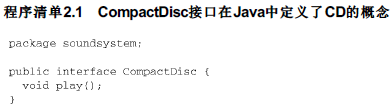 程序清单2.1 CompactDisc接口在Java中定义了CD的概念
package soundsystem;
public interface CompactDisc {
void play();
}